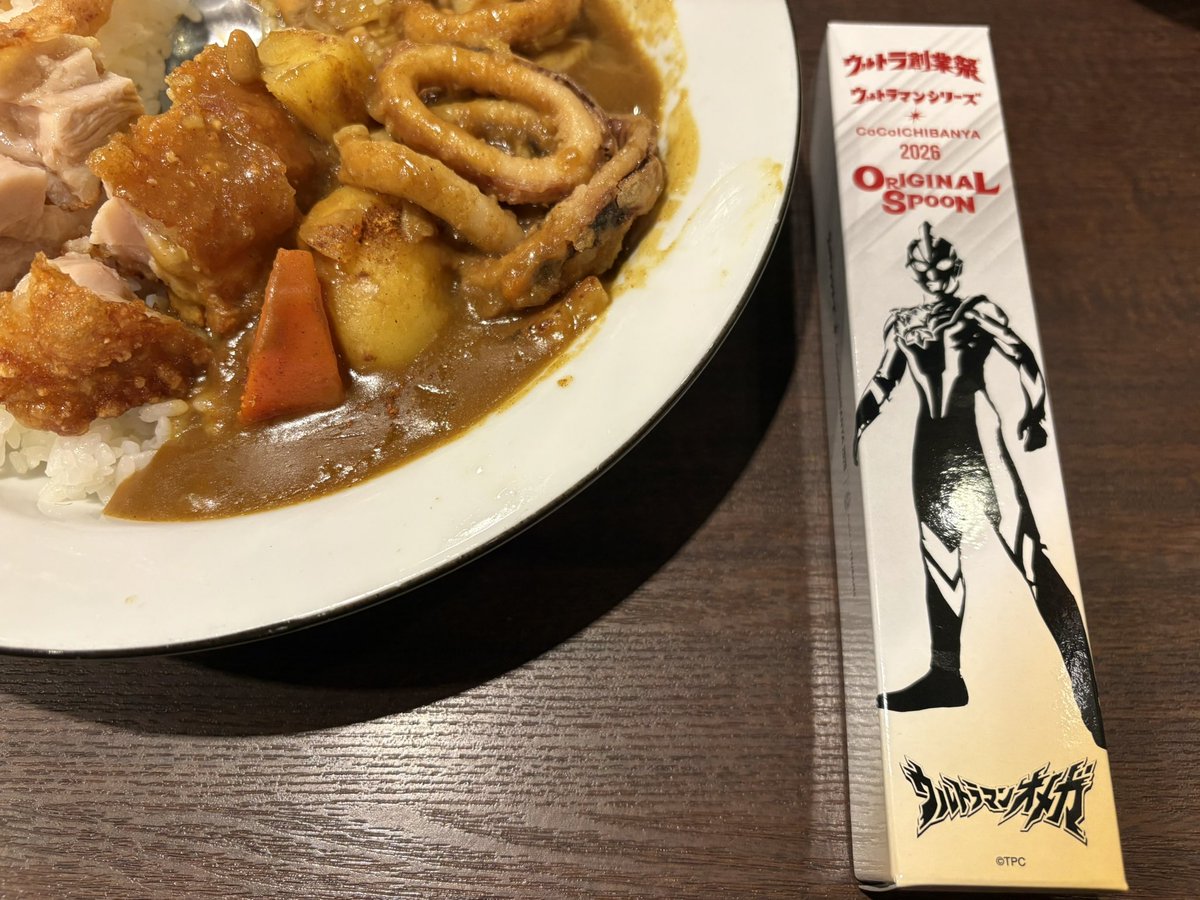 ウルトラ創業祭
ウルトラマンシリーズ
CoCoICHIBANYA
2026
ORIGINAL
SPOON
ウルトラマンオメガ
©TPC